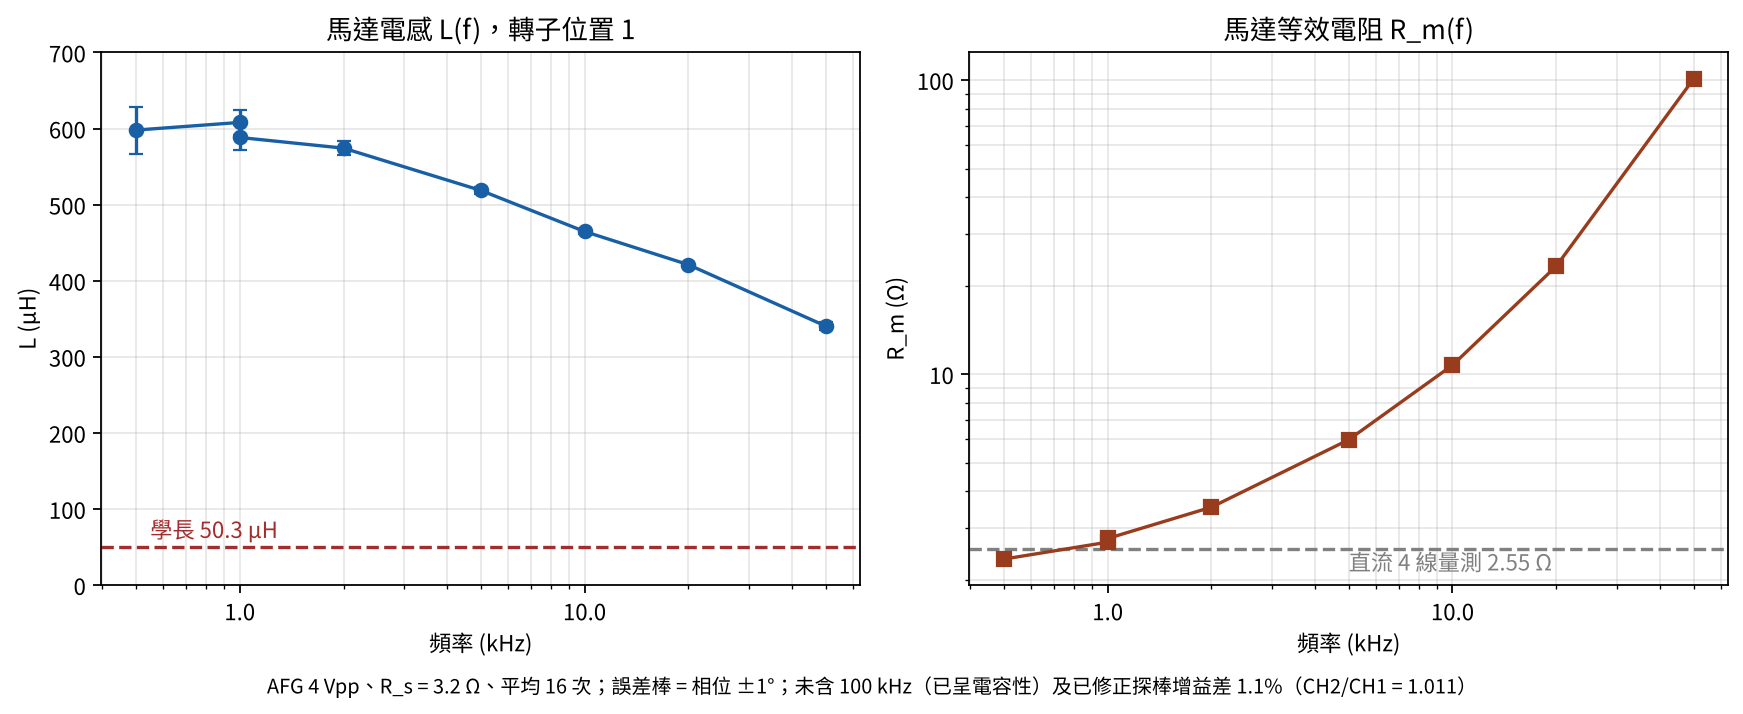 馬達電感 L(f)，轉子位置 1
700
600
500
400
300
200
100
0
L (μH)
學長 50.3 μH
1.0
10.0
頻率 (kHz)
馬達等效電阻 R_m(f)
100
10
R_m (Ω)
直流 4 線量測 2.55 Ω
1.0
10.0
頻率 (kHz)
AFG 4 Vpp、R_s = 3.2 Ω、平均 16 次；誤差棒 = 相位 ±1°；未含 100 kHz（已呈電容性）及已修正探棒增益差 1.1%（CH2/CH1 = 1.011）